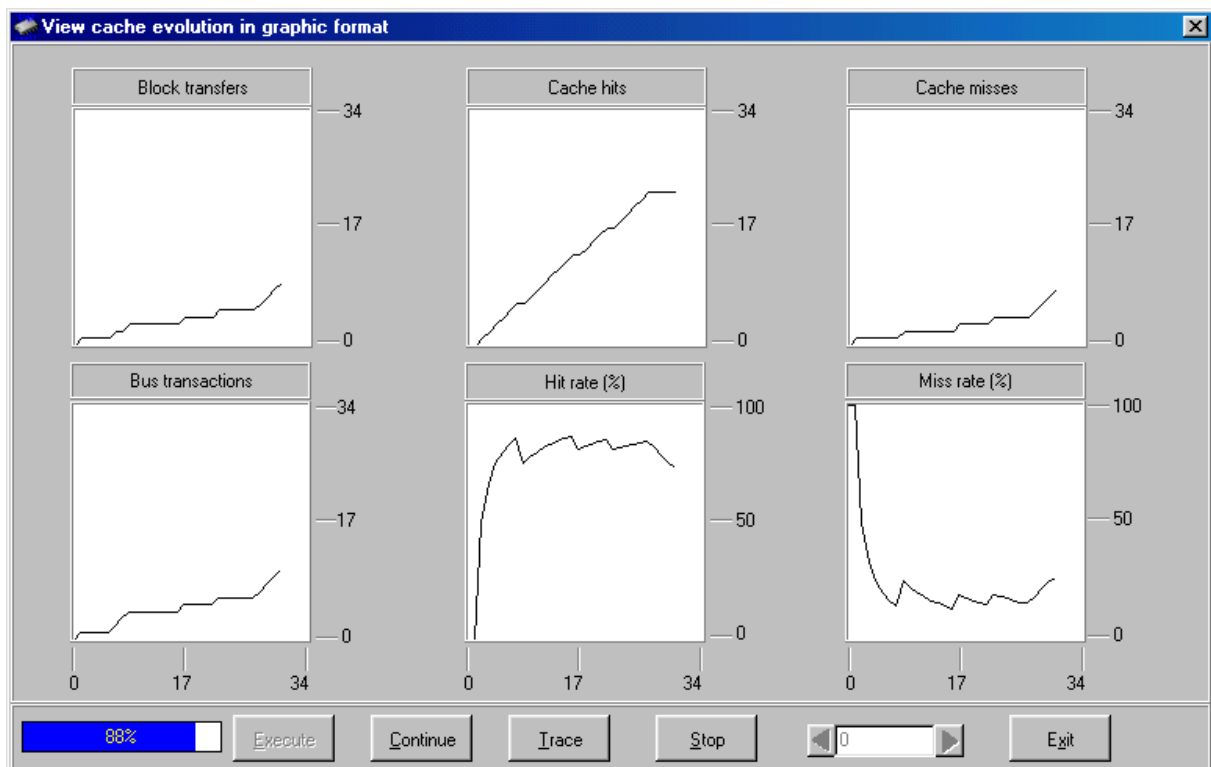 View cache evolution in graphic format
Block transfers
Cache hits
Cache misses
34
17
0
34
17
0
34
17
0
Bus transactions
Hit rate (%)
Miss rate (%)
34
17
0
100
50
0
100
50
0
0 17 34
0 17 34
0 17 34
88%
Execute
Continue
Trace
Stop
0
Exit